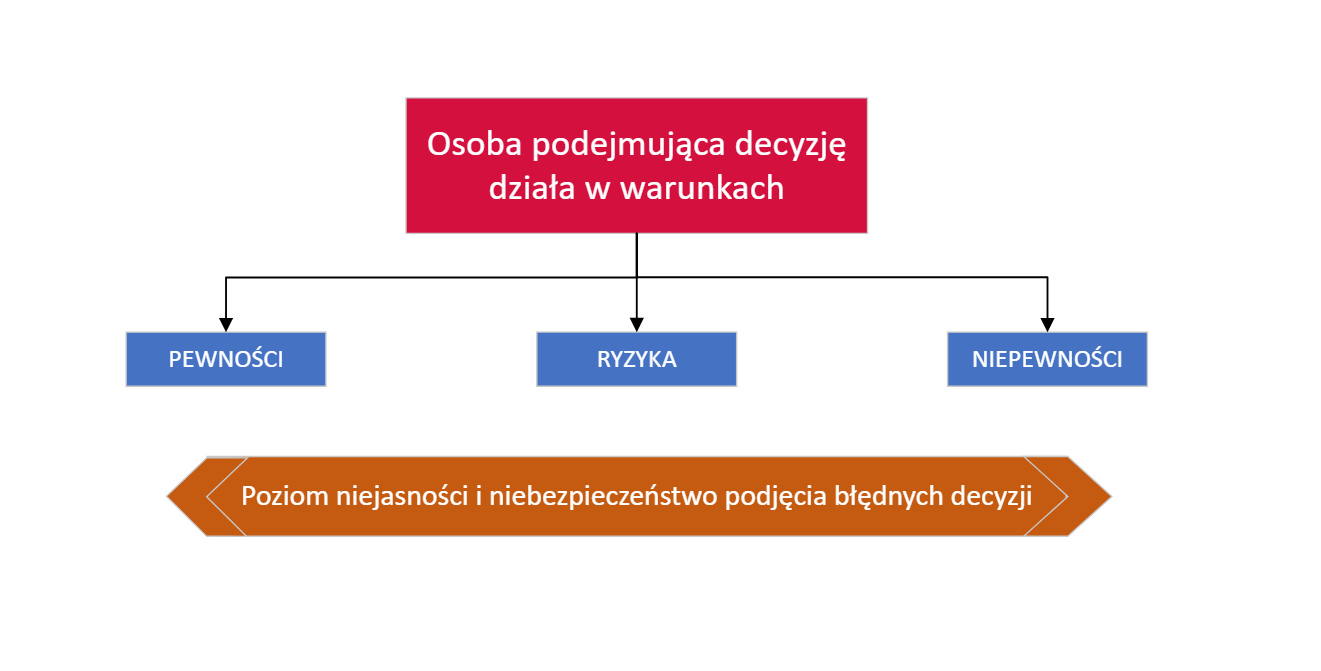 Osoba podejmująca decyzję
działa w warunkach
PEWNOŚCI
RYZYKA
NIEPEWNOŚCI
Poziom niejasności i niebezpieczeństwo podjęcia błędnych decyzji